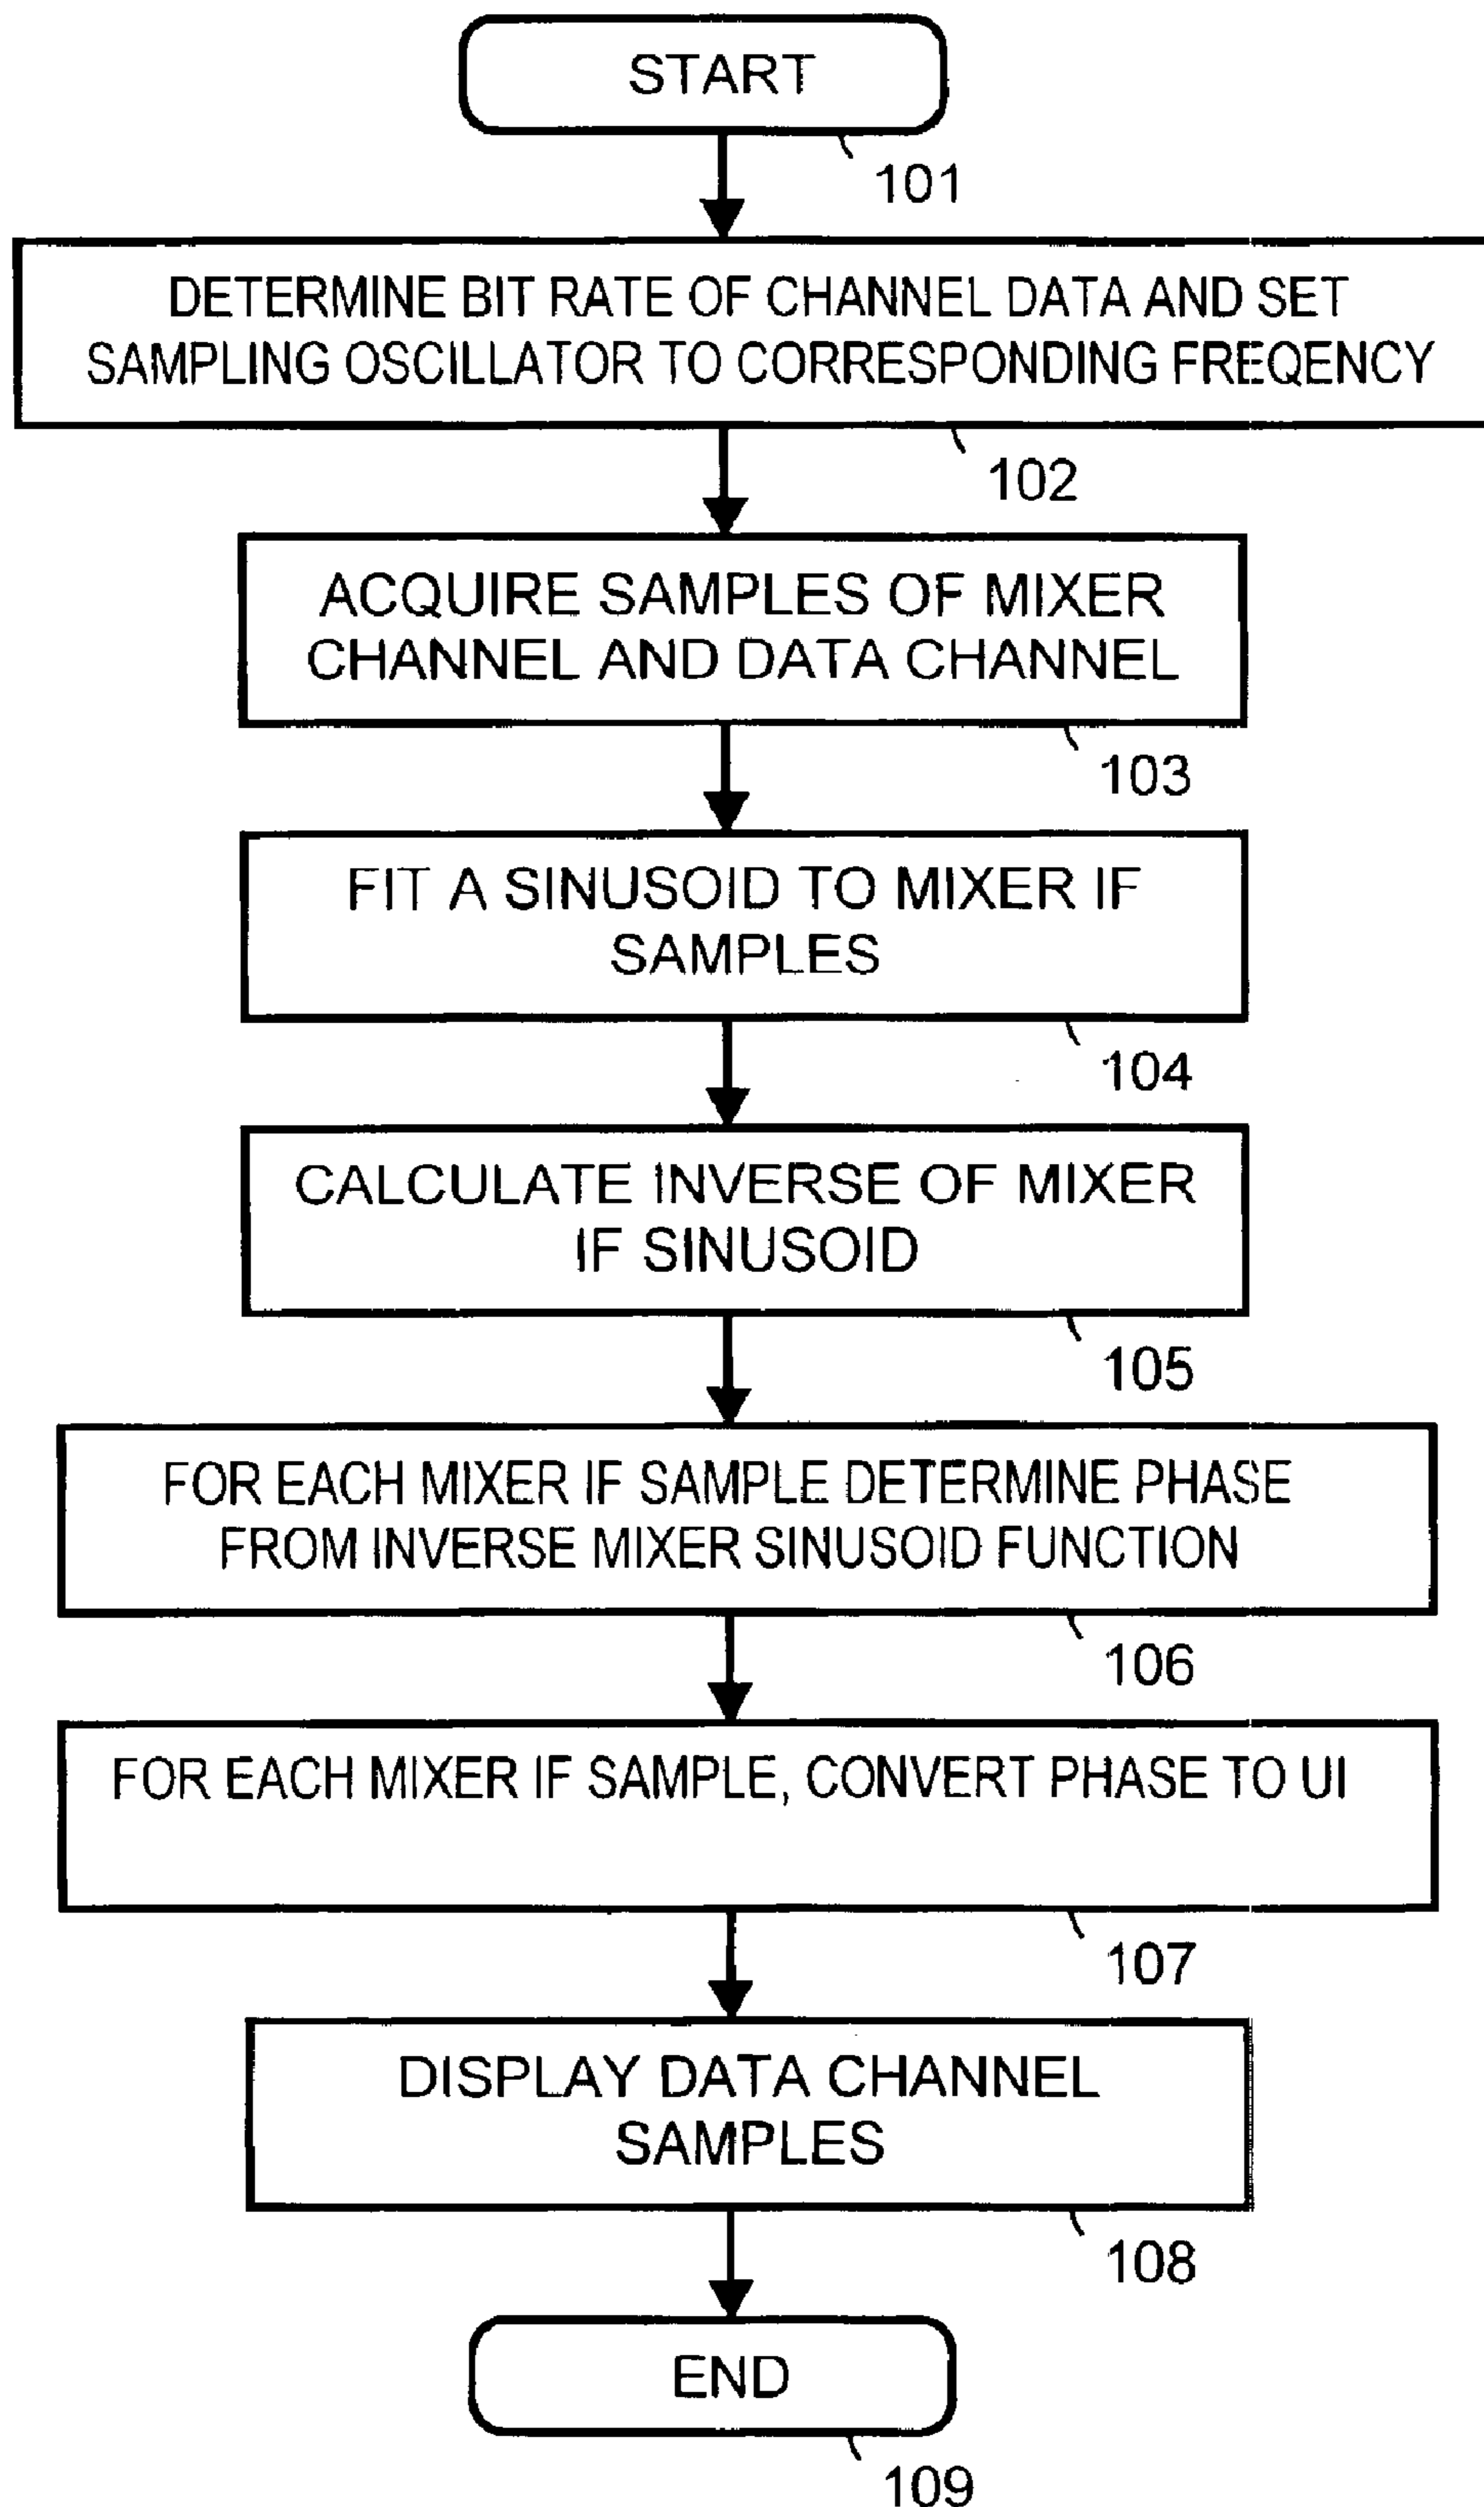 START
101
DETERMINE BIT RATE OF CHANNEL DATA AND SET
SAMPLING OSCILLATOR TO CORRESPONDING FREQENCY
102
ACQUIRE SAMPLES OF MIXER
CHANNEL AND DATA CHANNEL
103
FIT A SINUSOID TO MIXER IF
SAMPLES
104
CALCULATE INVERSE OF MIXER
IF SINUSOID
105
FOR EACH MIXER IF SAMPLE DETERMINE PHASE
FROM INVERSE MIXER SINUSOID FUNCTION
106
FOR EACH MIXER IF SAMPLE, CONVERT PHASE TO UI
107
DISPLAY DATA CHANNEL
SAMPLES
108
END
109